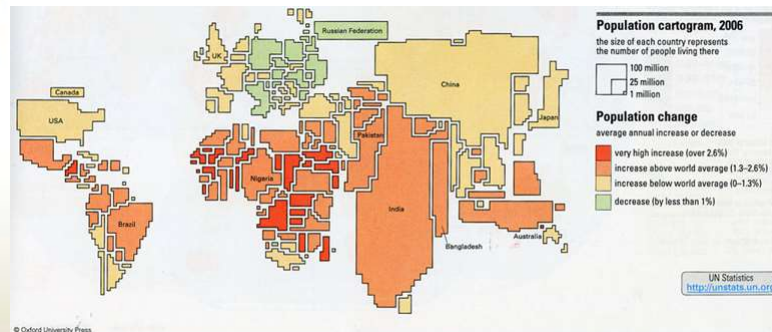 Population cartogram, 2006
the size of each country represents
the number of people living there
100 million
25 million
1 million
Population change
average annual increase or decrease
very high increase (over 2.6%)
increase above world average (1.3–2.6%)
increase below world average (0–1.3%)
decrease (by less than 1%)
Russian Federation
UK
Canada
USA
China
Japan
Pakistan
Nigeria
India
Brazil
Australia
Bangladesh
UN Statistics
http://unstats.un.org
© Oxford University Press